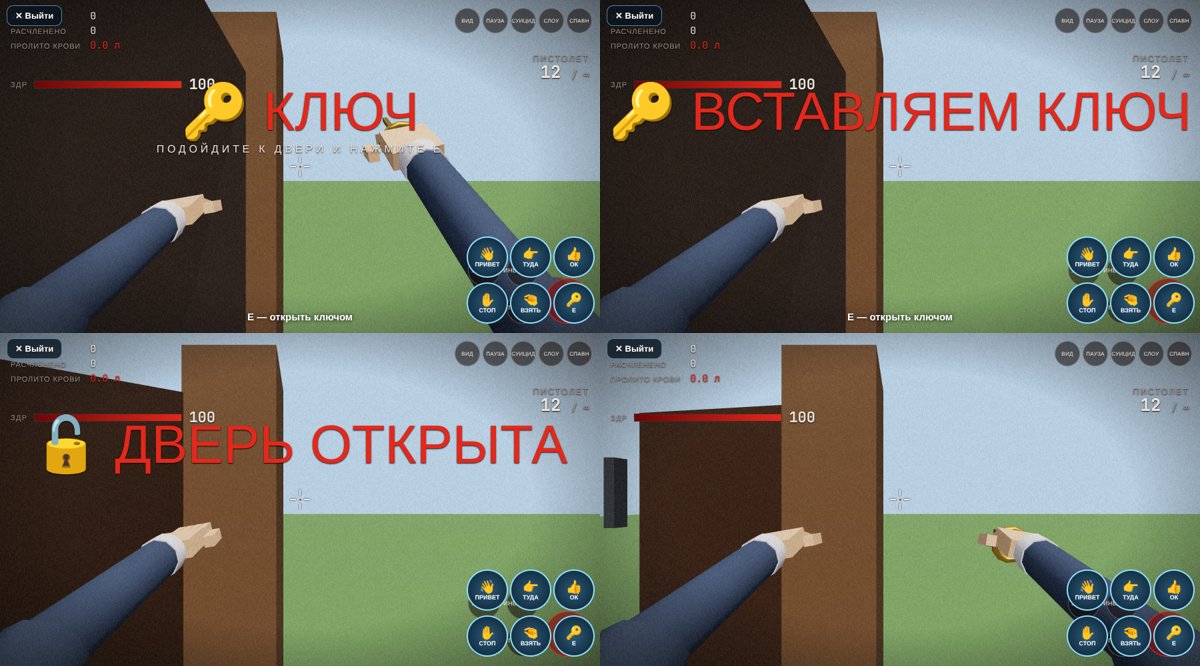 ✕ Выйти
0
РАСЧЛЕНЕНО 0
ПРОЛИТО КРОВИ 0.0 л
ВИД ПАУЗА СУИЦИД СЛОУ СПАВН
ПИСТОЛЕТ
12 / ∞
ЗДР 100
КЛЮЧ
ПОДОЙДИТЕ К ДВЕРИ И НАЖМИТЕ E
ПРИВЕТ ТУДА ОК
СТОП ВЗЯТЬ E
E — открыть ключом
✕ Выйти
0
РАСЧЛЕНЕНО 0
ПРОЛИТО КРОВИ 0.0 л
ВИД ПАУЗА СУИЦИД СЛОУ СПАВН
ПИСТОЛЕТ
12 / ∞
ЗДР 100
ВСТАВЛЯЕМ КЛЮЧ
ПРИВЕТ ТУДА ОК
СТОП ВЗЯТЬ E
E — открыть ключом
✕ Выйти
0
РАСЧЛЕНЕНО 0
ПРОЛИТО КРОВИ 0.0 л
ВИД ПАУЗА СУИЦИД СЛОУ СПАВН
ПИСТОЛЕТ
12 / ∞
ЗДР 100
ДВЕРЬ ОТКРЫТА
ПРИВЕТ ТУДА ОК
СТОП ВЗЯТЬ E
✕ Выйти
0
РАСЧЛЕНЕНО 0
ПРОЛИТО КРОВИ 0.0 л
ВИД ПАУЗА СУИЦИД СЛОУ СПАВН
ПИСТОЛЕТ
12 / ∞
ЗДР 100
ПРИВЕТ ТУДА ОК
СТОП ВЗЯТЬ E